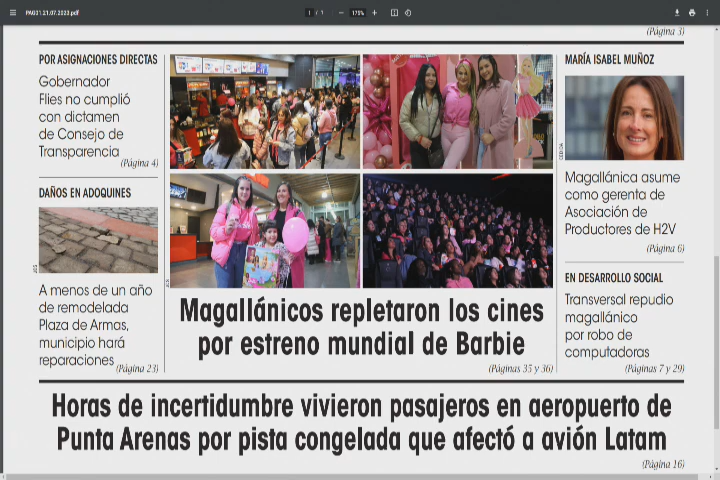 PAG01 21.07.2023.pdf
1 / 1
170%
(Página 3)
POR ASIGNACIONES DIRECTAS
Gobernador
Flies no cumplió
con dictamen
de Consejo de
Transparencia
(Página 4)
DAÑOS EN ADOQUINES
A menos de un año
de remodelada
Plaza de Armas,
municipio hará
reparaciones
(Página 23)
Magallánicos repletaron los cines
por estreno mundial de Barbie
(Páginas 35 y 36)
MARÍA ISABEL MUÑOZ
CEDIDA
Magallánica asume
como gerenta de
Asociación de
Productores de H2V
(Página 6)
EN DESARROLLO SOCIAL
Transversal repudio
magallánico
por robo de
computadoras
(Páginas 7 y 29)
Horas de incertidumbre vivieron pasajeros en aeropuerto de
Punta Arenas por pista congelada que afectó a avión Latam
(Página 16)